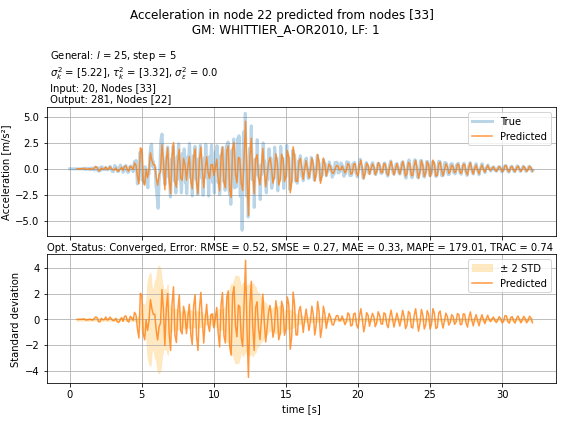 Acceleration in node 22 predicted from nodes [33]
GM: WHITTIER_A-OR2010, LF: 1
General: l = 25, step = 5
σ²ₖ = [5.22], τ²ₖ = [3.32], σ²ε = 0.0
Input: 20, Nodes [33]
Output: 281, Nodes [22]
Acceleration [m/s²]
5.0
2.5
0.0
−2.5
−5.0
True
Predicted
Opt. Status: Converged, Error: RMSE = 0.52, SMSE = 0.27, MAE = 0.33, MAPE = 179.01, TRAC = 0.74
Standard deviation
4
2
0
−2
−4
± 2 STD
Predicted
0 5 10 15 20 25 30
time [s]